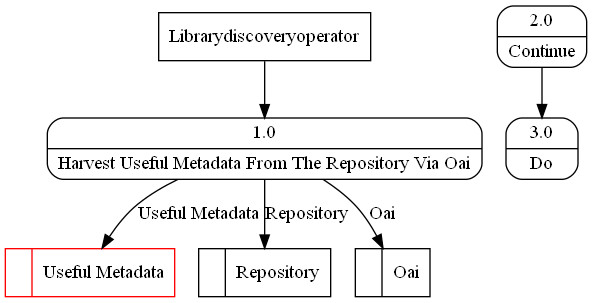 Librarydiscoveryoperator
2.0
Continue
1.0
Harvest Useful Metadata From The Repository Via Oai
3.0
Do
Useful Metadata
Repository
Oai
Useful Metadata
Repository
Oai